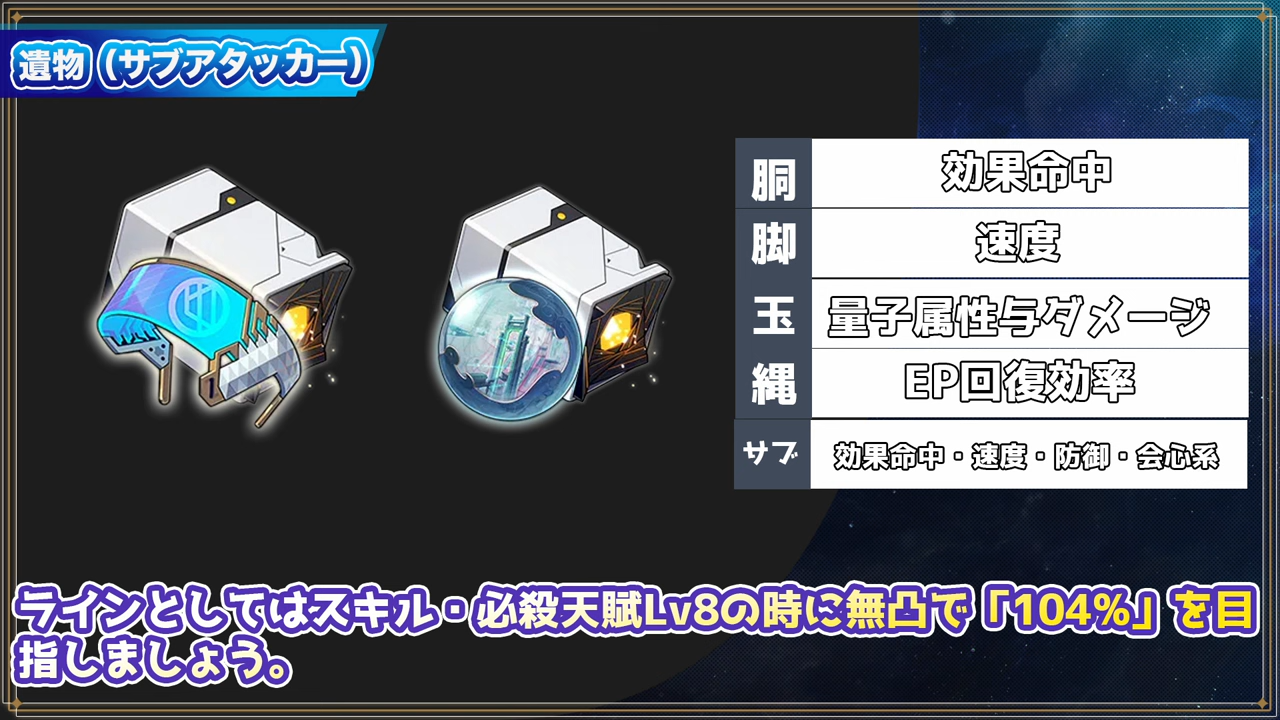 遺物（サブアタッカー）
胴 効果命中
脚 速度
玉 量子属性与ダメージ
縄 EP回復効率
サブ 効果命中・速度・防御・会心系
ラインとしてはスキル・必殺天賦Lv8の時に無凸で「104%」を目
指しましょう。